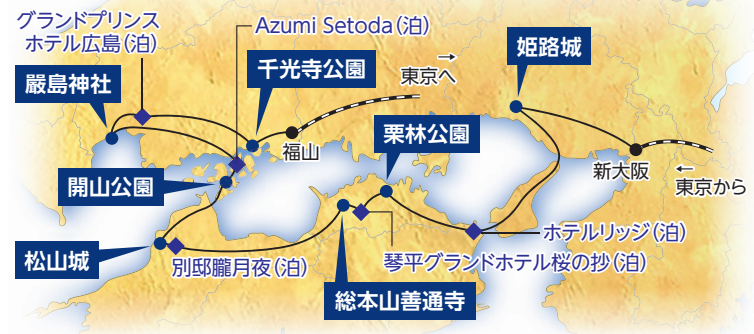 グランドプリンス
ホテル広島(泊)
Azumi Setoda(泊)
姫路城
千光寺公園
→
東京へ
嚴島神社
栗林公園
福山
新大阪
←
東京から
開山公園
松山城
別邸朧月夜(泊)
ホテルリッジ(泊)
琴平グランドホテル桜の抄(泊)
総本山善通寺